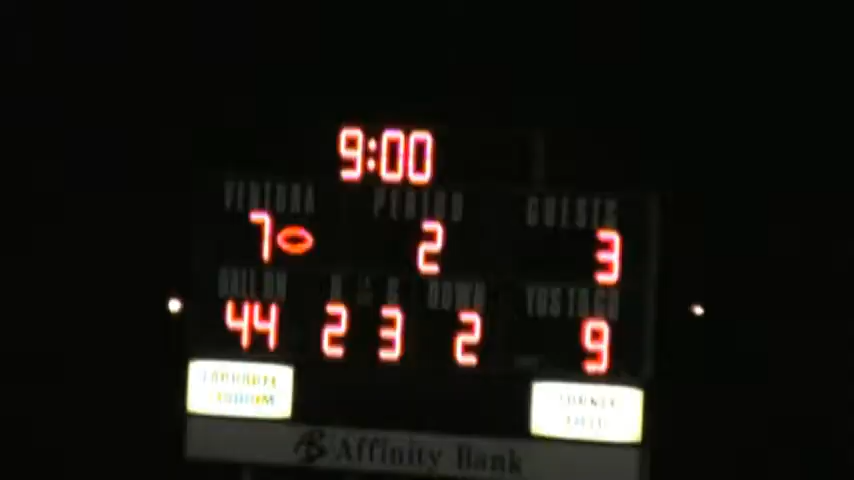 9:00
VENTURA PERIOD GUESTS
7 2 3
BALL ON DOWN YDS TO GO
44 2 3 2 9
Affinity Bank